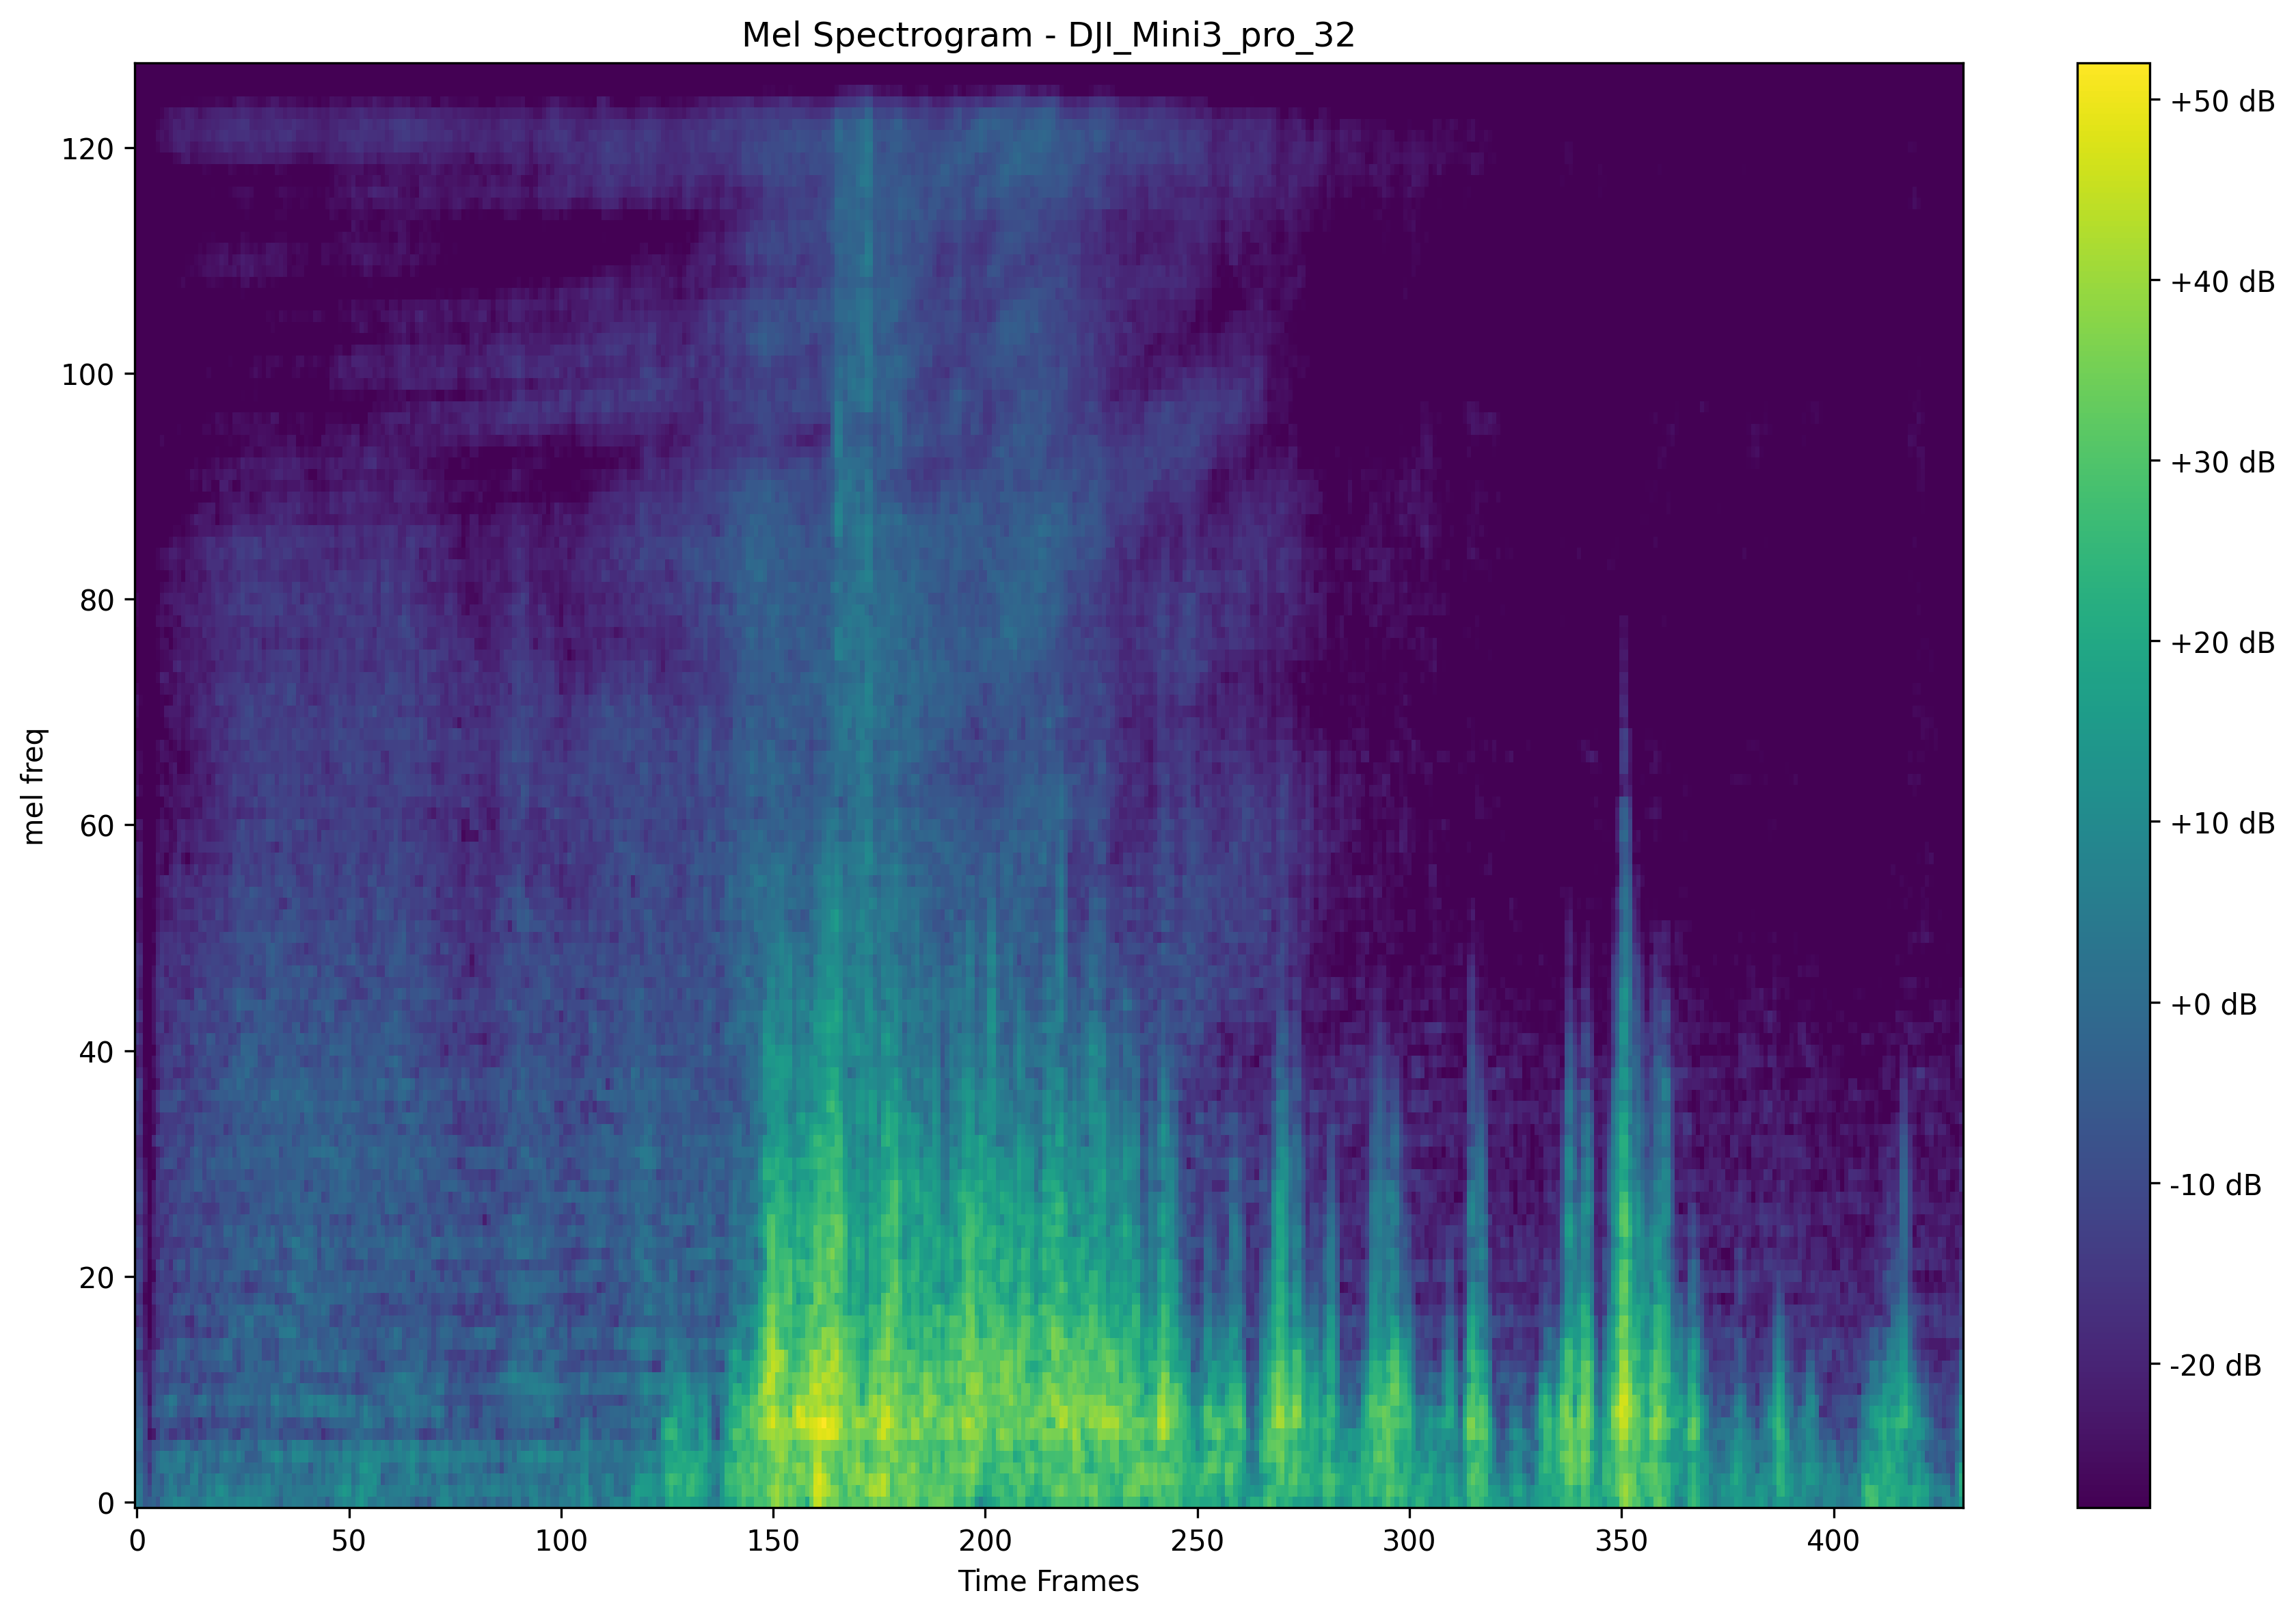 Mel Spectrogram - DJI_Mini3_pro_32
mel freq
120
100
80
60
40
20
0
0 50 100 150 200 250 300 350 400
Time Frames
+50 dB
+40 dB
+30 dB
+20 dB
+10 dB
+0 dB
-10 dB
-20 dB